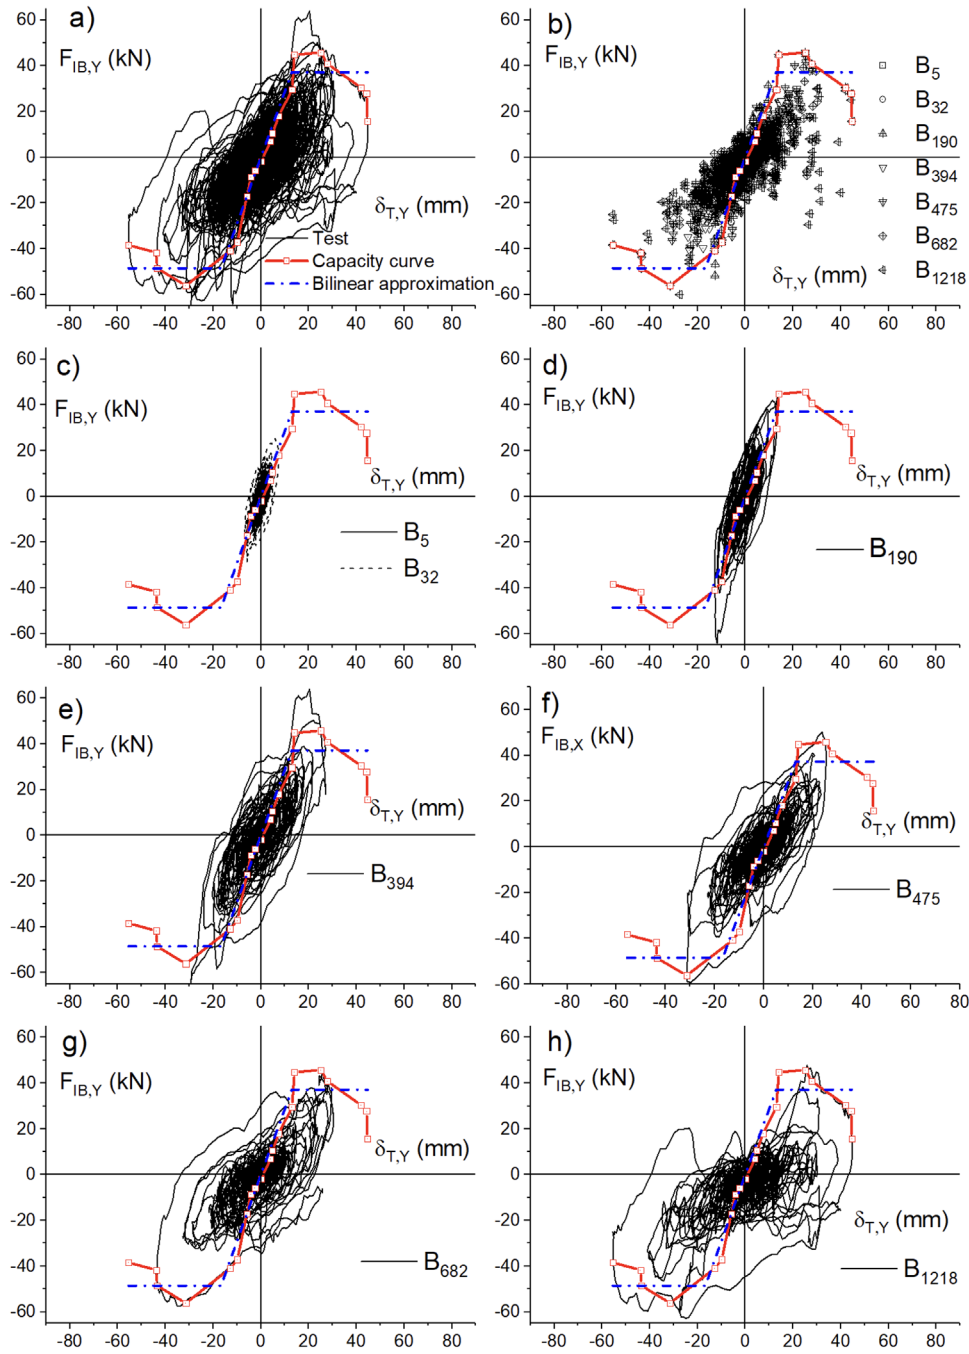 a)
F_IB,Y (kN)
60
40
20
0
-20
-40
-60
δ_T,Y (mm)
Test
Capacity curve
Bilinear approximation
-80 -60 -40 -20 0 20 40 60 80
b)
F_IB,Y (kN)
60
40
20
0
-20
-40
-60
B_5
B_32
B_190
B_394
B_475
B_682
B_1218
δ_T,Y (mm)
-80 -60 -40 -20 0 20 40 60 80
c)
F_IB,Y (kN)
60
40
20
0
-20
-40
-60
δ_T,Y (mm)
B_5
B_32
-80 -60 -40 -20 0 20 40 60 80
d)
F_IB,Y (kN)
60
40
20
0
-20
-40
-60
δ_T,Y (mm)
B_190
-80 -60 -40 -20 0 20 40 60 80
e)
F_IB,Y (kN)
60
40
20
0
-20
-40
-60
δ_T,Y (mm)
B_394
-80 -60 -40 -20 0 20 40 60 80
f)
F_IB,X (kN)
60
40
20
0
-20
-40
-60
δ_T,Y (mm)
B_475
-80 -60 -40 -20 0 20 40 60 80
g)
F_IB,Y (kN)
60
40
20
0
-20
-40
-60
δ_T,Y (mm)
B_682
-80 -60 -40 -20 0 20 40 60 80
h)
F_IB,Y (kN)
60
40
20
0
-20
-40
-60
δ_T,Y (mm)
B_1218
-80 -60 -40 -20 0 20 40 60 80